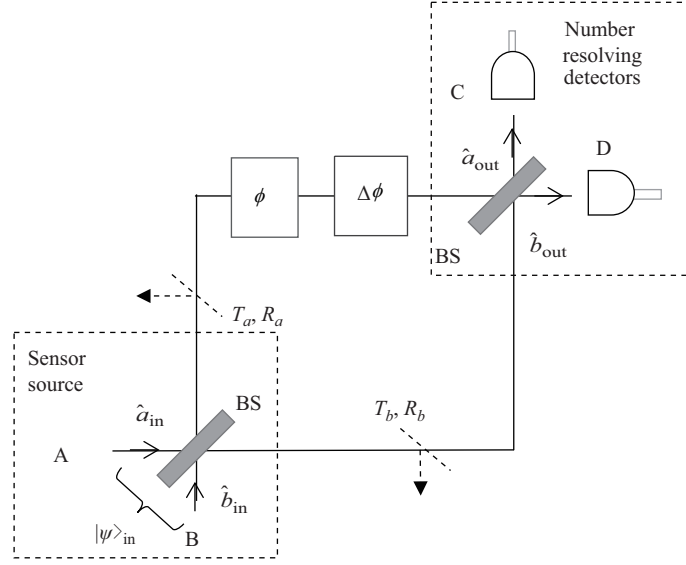 Number
resolving
detectors
C
D
â_out
ϕ
Δϕ
b̂_out
BS
T_a, R_a
Sensor
source
BS
T_b, R_b
â_in
A
b̂_in
|ψ⟩_in
B